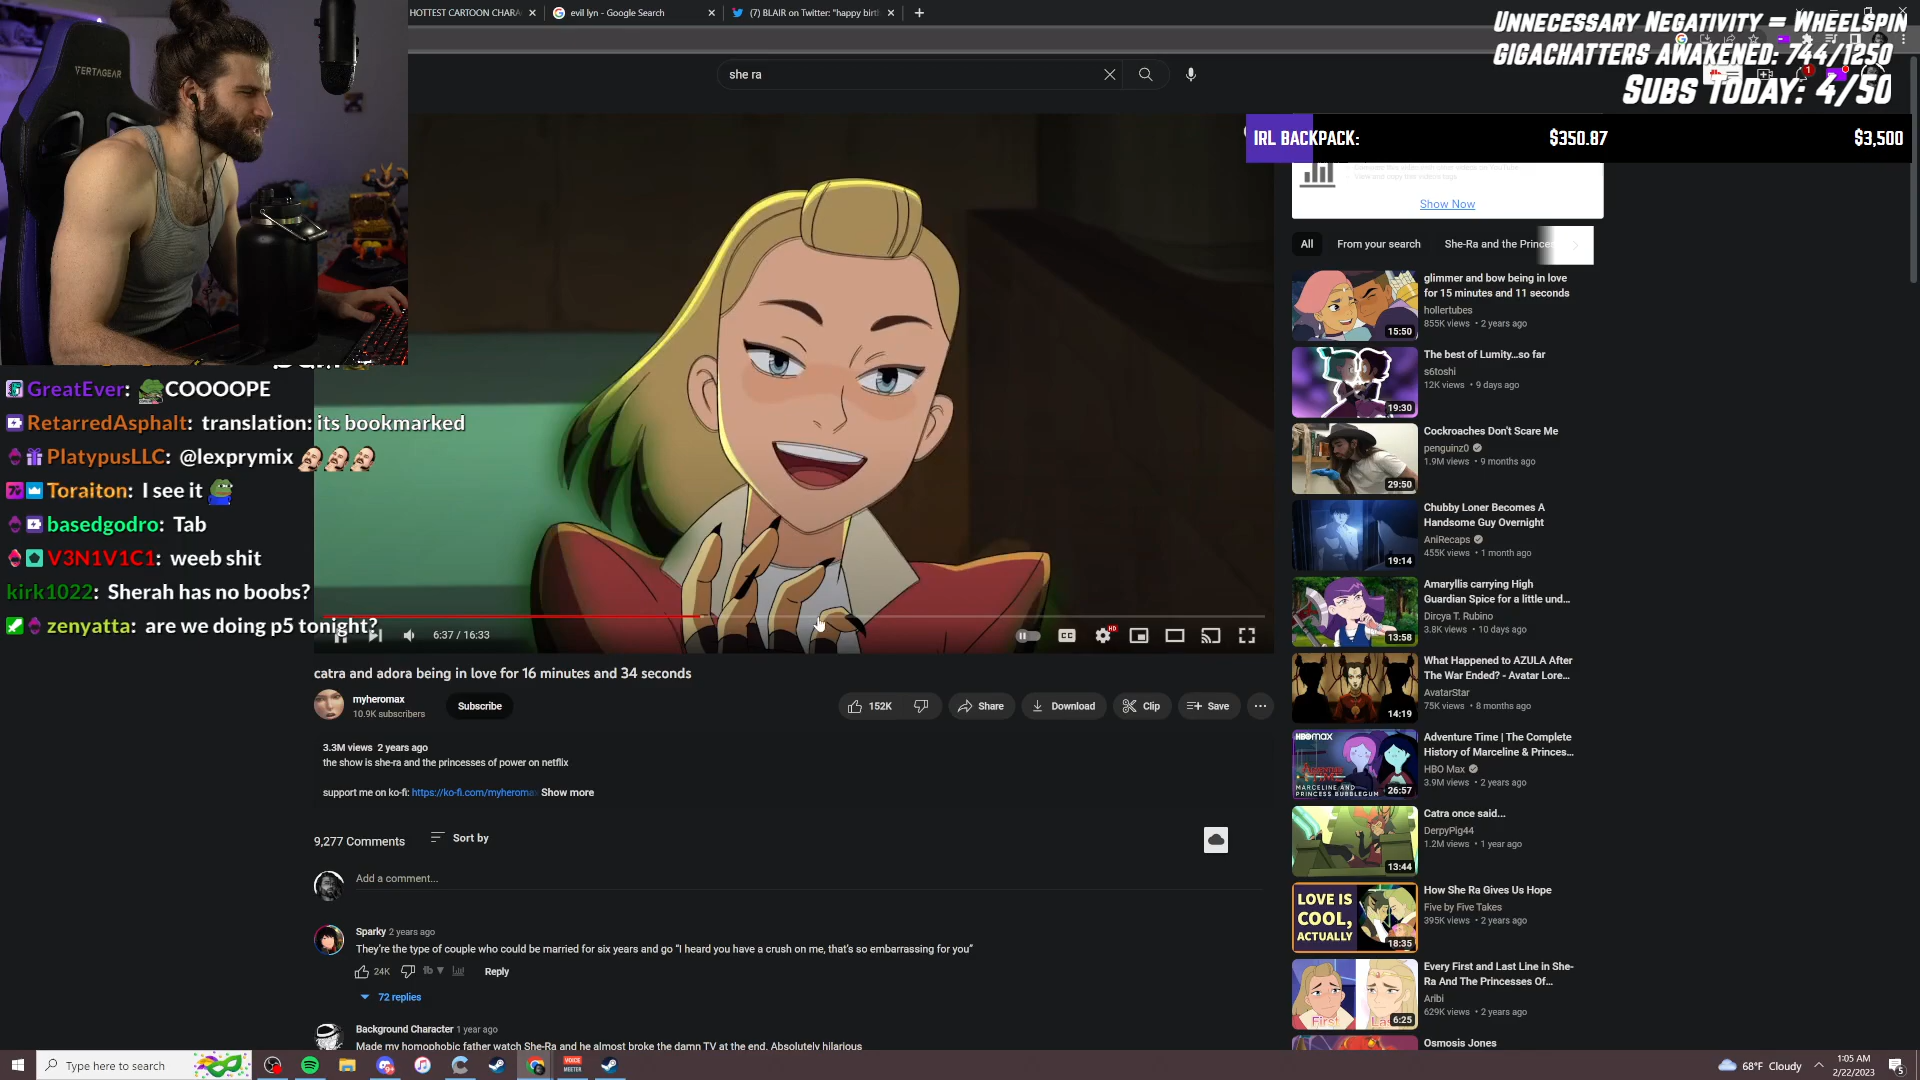 HOTTEST CARTOON CHARA
evil lyn - Google Search
(7) BLAIR on Twitter: "happy birt
UNNECESSARY NEGATIVITY = WHEELSPIN
GIGACHATTERS AWAKENED: 744/1250
SUBS TODAY: 4/50
she ra
IRL BACKPACK: $350.87 $3,500
VERTAGEAR
Show Now
All From your search She-Ra and the Prince
GreatEver: COOOOPE
RetarredAsphalt: translation: its bookmarked
PlatypusLLC: @lexprymix
Toraiton: I see it
basedgodro: Tab
V3N1V1C1: weeb shit
kirk1022: Sherah has no boobs?
zenyatta: are we doing p5 tonight?
6:37 / 16:33
CC
HD
catra and adora being in love for 16 minutes and 34 seconds
myheromax
10.9K subscribers
Subscribe
152K
Share
Download
Clip
Save
3.3M views 2 years ago
the show is she-ra and the princesses of power on netflix
support me on ko-fi: https://ko-fi.com/myheroma Show more
9,277 Comments
Sort by
Add a comment...
Sparky 2 years ago
They're the type of couple who could be married for six years and go "I heard you have a crush on me, that's so embarrassing for you"
24K
Reply
72 replies
Background Character 1 year ago
Made my homophobic father watch She-Ra and he almost broke the damn TV at the end. Absolutely hilarious
glimmer and bow being in love
for 15 minutes and 11 seconds
hollertubes
855K views • 2 years ago
15:50
The best of Lumity...so far
s6toshi
12K views • 9 days ago
19:30
Cockroaches Don't Scare Me
penguinz0
1.9M views • 9 months ago
29:50
Chubby Loner Becomes A
Handsome Guy Overnight
AniRecaps
455K views • 1 month ago
19:14
Amaryllis carrying High
Guardian Spice for a little und...
Dircya T. Rubino
3.8K views • 10 days ago
13:58
What Happened to AZULA After
The War Ended? - Avatar Lore...
AvatarStar
75K views • 8 months ago
14:19
Adventure Time | The Complete
History of Marceline & Princes...
HBO Max
3.9M views • 2 years ago
HBOMAX
MARCELINE AND
PRINCESS BUBBLEGUM
26:57
Catra once said...
DerpyPig44
1.2M views • 1 year ago
13:44
How She Ra Gives Us Hope
Five by Five Takes
395K views • 2 years ago
LOVE IS
COOL,
ACTUALLY
18:35
Every First and Last Line in She-
Ra And The Princesses Of...
Aribi
629K views • 2 years ago
First
6:25
Osmosis Jones
Type here to search
VOICE
MEETER
68°F Cloudy
1:05 AM
2/22/2023
5